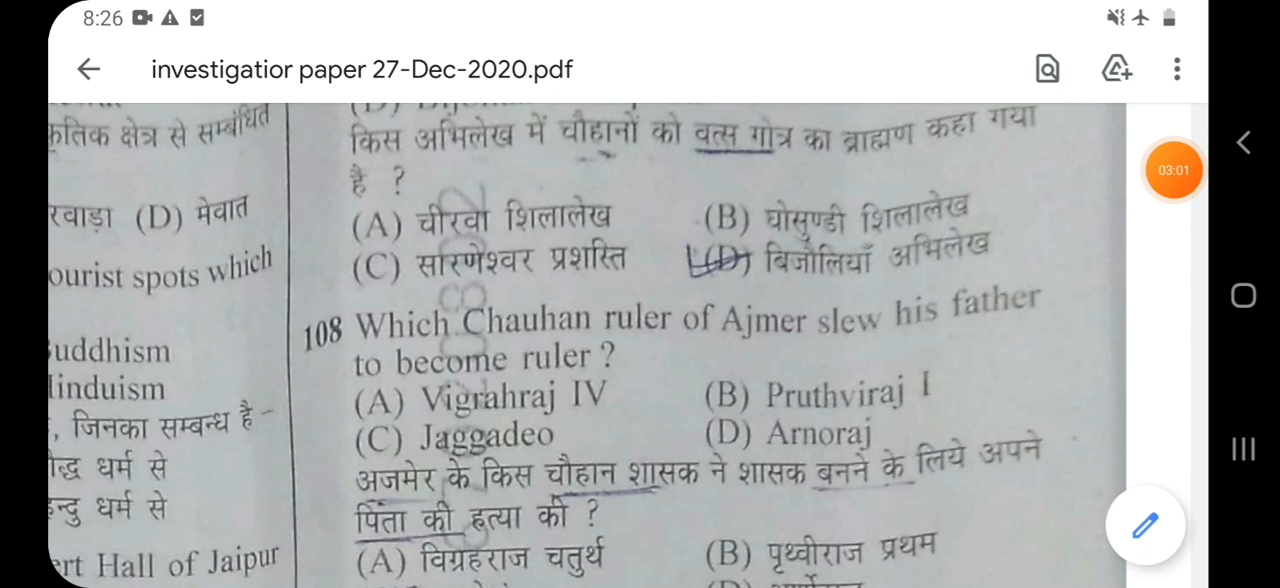 8:26
investigatior paper 27-Dec-2020.pdf
03:01
कृतिक क्षेत्र से सम्बंधित
रवाड़ा (D) मेवात
ourist spots which
uddhism
Hinduism
, जिनका सम्बन्ध है -
द्ध धर्म से
न्दु धर्म से
ert Hall of Jaipur
किस अभिलेख में चौहानों को वत्स गोत्र का ब्राह्मण कहा गया
है ?
(A) चीरवा शिलालेख (B) घोसुण्डी शिलालेख
(C) सारणेश्वर प्रशस्ति (D) बिजौलियाँ अभिलेख
108 Which Chauhan ruler of Ajmer slew his father
to become ruler ?
(A) Vigrahraj IV (B) Pruthviraj I
(C) Jaggadeo (D) Arnoraj
अजमेर के किस चौहान शासक ने शासक बनने के लिये अपने
पिता की हत्या की ?
(A) विग्रहराज चतुर्थ (B) पृथ्वीराज प्रथम